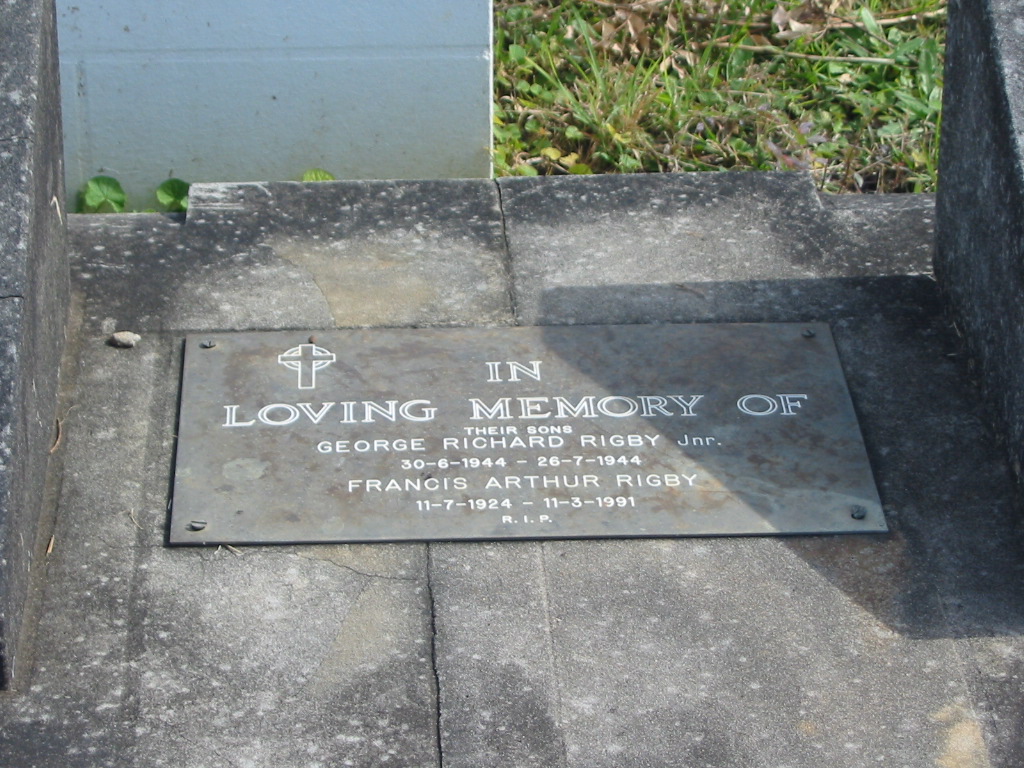 IN
LOVING MEMORY OF
THEIR SONS
GEORGE RICHARD RIGBY Jnr.
30-6-1944 - 26-7-1944
FRANCIS ARTHUR RIGBY
11-7-1924 - 11-3-1991
R.I.P.